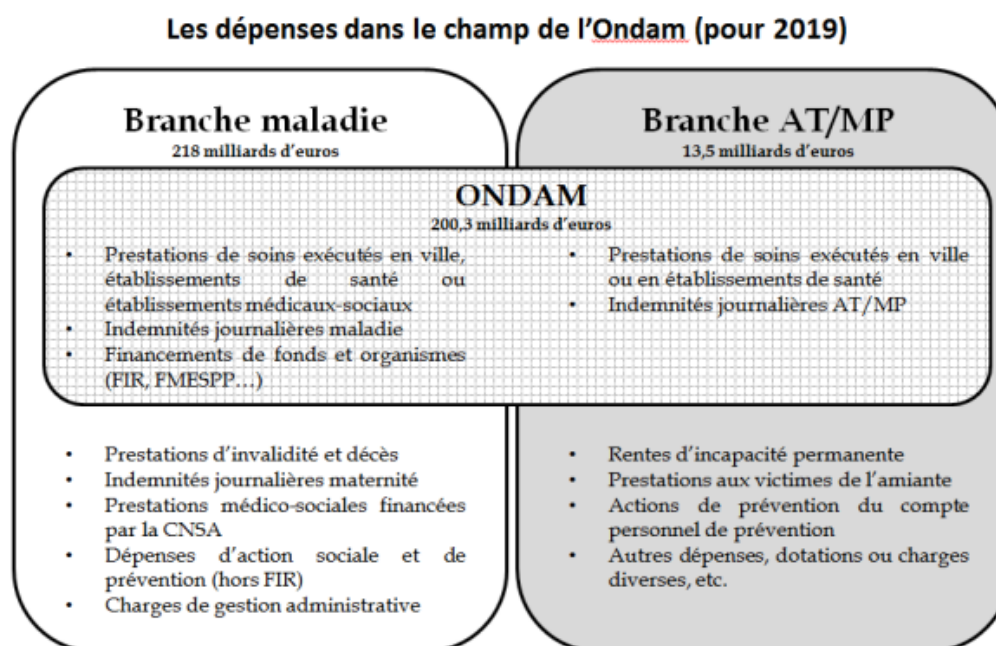 Les dépenses dans le champ de l'Ondam (pour 2019)
Branche maladie
218 milliards d'euros
Branche AT/MP
13,5 milliards d'euros
ONDAM
200,3 milliards d'euros
• Prestations de soins exécutés en ville,
établissements de santé ou
établissements médicaux-sociaux
• Indemnités journalières maladie
• Financements de fonds et organismes
(FIR, FMESPP…)
• Prestations de soins exécutés en ville
ou en établissements de santé
• Indemnités journalières AT/MP
• Prestations d'invalidité et décès
• Indemnités journalières maternité
• Prestations médico-sociales financées
par la CNSA
• Dépenses d'action sociale et de
prévention (hors FIR)
• Charges de gestion administrative
• Rentes d'incapacité permanente
• Prestations aux victimes de l'amiante
• Actions de prévention du compte
personnel de prévention
• Autres dépenses, dotations ou charges
diverses, etc.